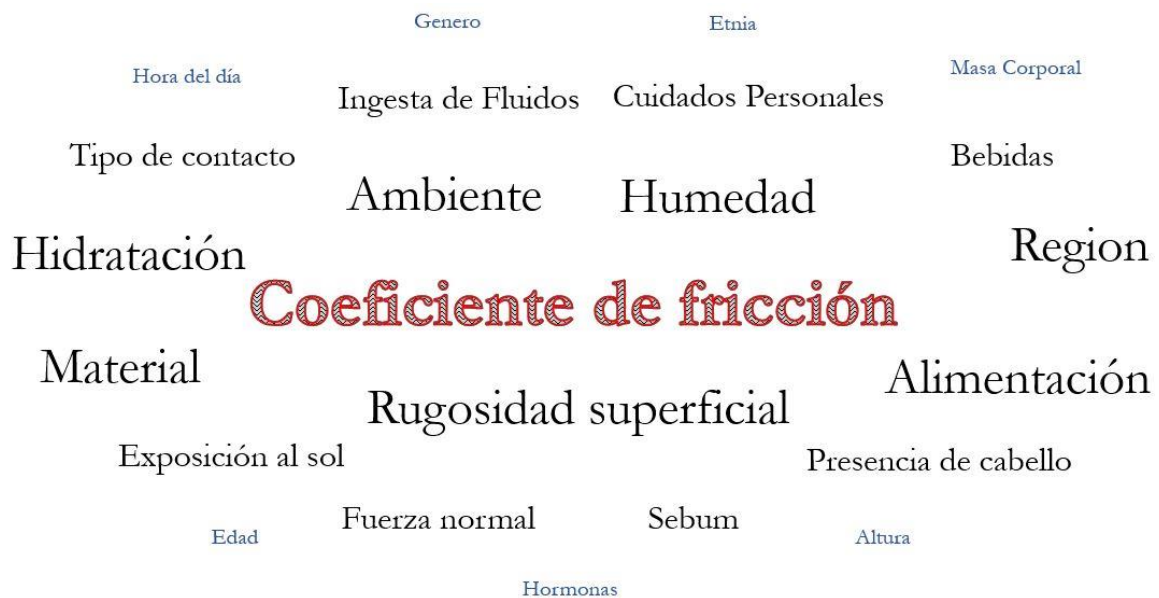 Genero
Etnia
Hora del día
Masa Corporal
Ingesta de Fluidos
Cuidados Personales
Tipo de contacto
Bebidas
Ambiente
Humedad
Hidratación
Region
Coeficiente de fricción
Material
Alimentación
Rugosidad superficial
Exposición al sol
Presencia de cabello
Fuerza normal
Sebum
Edad
Altura
Hormonas